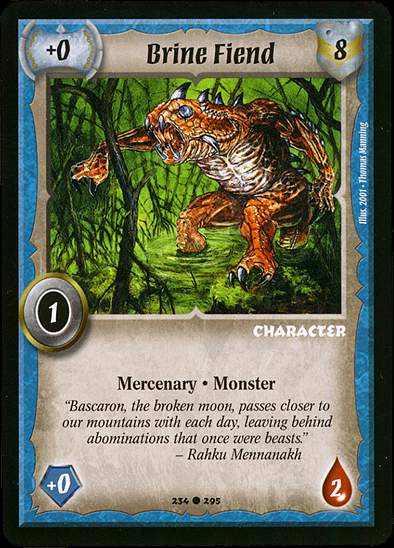 +0
Brine Fiend
8
Illus. 2001 • Thomas Manning
1
CHARACTER
Mercenary • Monster
“Bascaron, the broken moon, passes closer to
our mountains with each day, leaving behind
abominations that once were beasts.”
– Rahku Mennanakh
+0
234 ● 295
2